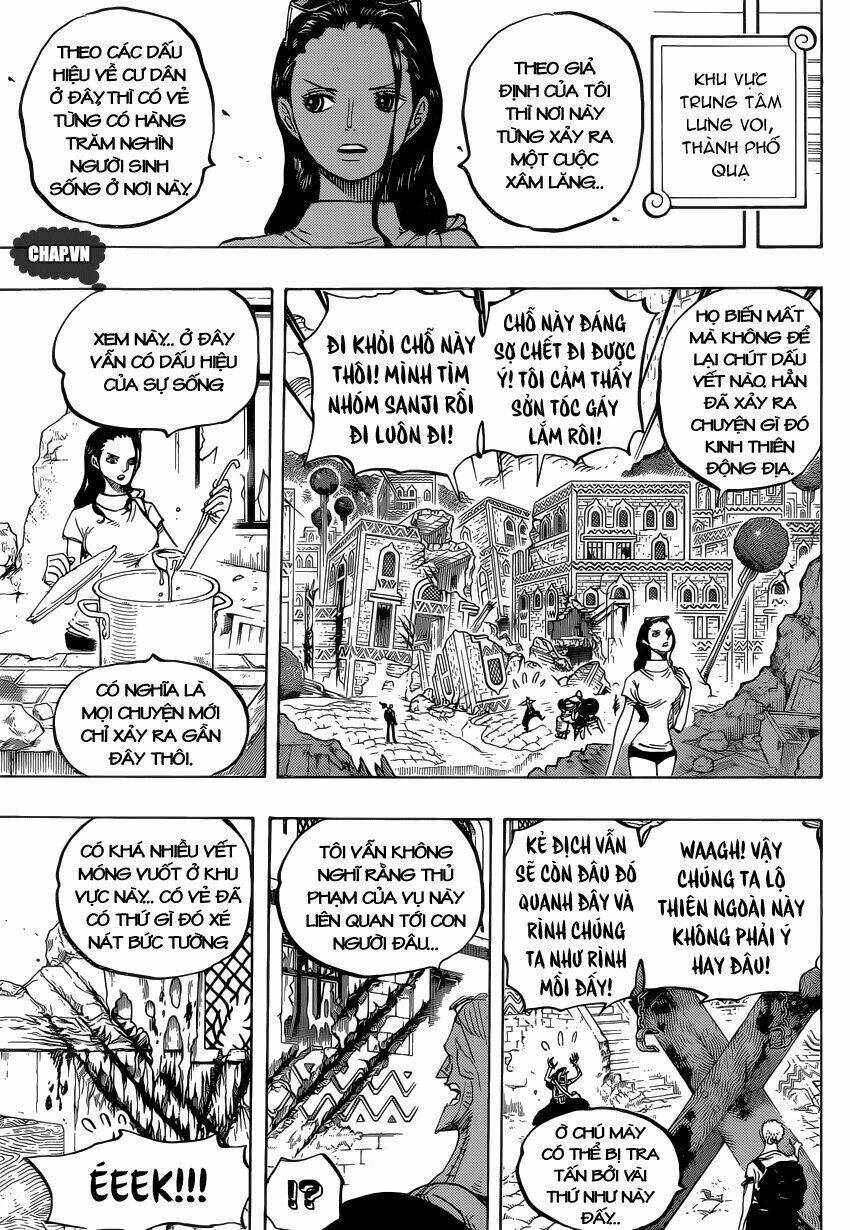 KHU VỰC
TRUNG TÂM
LƯNG VOI,
THÀNH PHỐ
QUẠ
THEO GIẢ
ĐỊNH CỦA TÔI
THÌ NƠI NÀY
TỪNG XẢY RA
MỘT CUỘC
XÂM LĂNG..
THEO CÁC DẤU
HIỆU VỀ CƯ DÂN
Ở ĐÂY, THÌ CÓ VẺ
TỪNG CÓ HÀNG
TRĂM NGHÌN
NGƯỜI SINH
SỐNG Ở NƠI NÀY.
CHAP.VN
HỌ BIẾN MẤT
MÀ KHÔNG ĐỂ
LẠI CHÚT DẤU
VẾT NÀO. HẲN
ĐÃ XẢY RA
CHUYỆN GÌ ĐÓ
KINH THIÊN
ĐỘNG ĐỊA.
CHỖ NÀY ĐÁNG
SỢ CHẾT ĐI ĐƯỢC
Ý! TÔI CẢM THẤY
SỞN TÓC GÁY
LẮM RỒI!
ĐI KHỎI CHỖ NÀY
THÔI! MÌNH TÌM
NHÓM SANJI RỒI
ĐI LUÔN ĐI!
XEM NÀY... Ở ĐÂY
VẪN CÓ DẤU HIỆU
CỦA SỰ SỐNG
CÓ NGHĨA LÀ
MỌI CHUYỆN MỚI
CHỈ XẢY RA GẦN
ĐÂY THÔI.
WAAGH! VẬY
CHÚNG TA LỘ
THIÊN NGOÀI NÀY
KHÔNG PHẢI Ý
HAY ĐÂU!
KẺ ĐỊCH VẪN
SẼ CÒN ĐÂU ĐÓ
QUANH ĐÂY VÀ
RÌNH CHÚNG
TA NHƯ RÌNH
MỒI ĐẤY!
Ở CHÚ MÀY
CÓ THỂ BỊ TRA
TẤN BỞI VÀI
THỨ NHƯ NÀY
ĐẤY...
TÔI VẪN KHÔNG
NGHĨ RẰNG THỦ
PHẠM CỦA VỤ NÀY
LIÊN QUAN TỚI CON
NGƯỜI ĐÂU...
!?
CÓ KHÁ NHIỀU VẾT
MÓNG VUỐT Ở KHU
VỰC NÀY... CÓ VẺ ĐÃ
CÓ THỨ GÌ ĐÓ XÉ
NÁT BỨC TƯỜNG
ÉEEK!!!